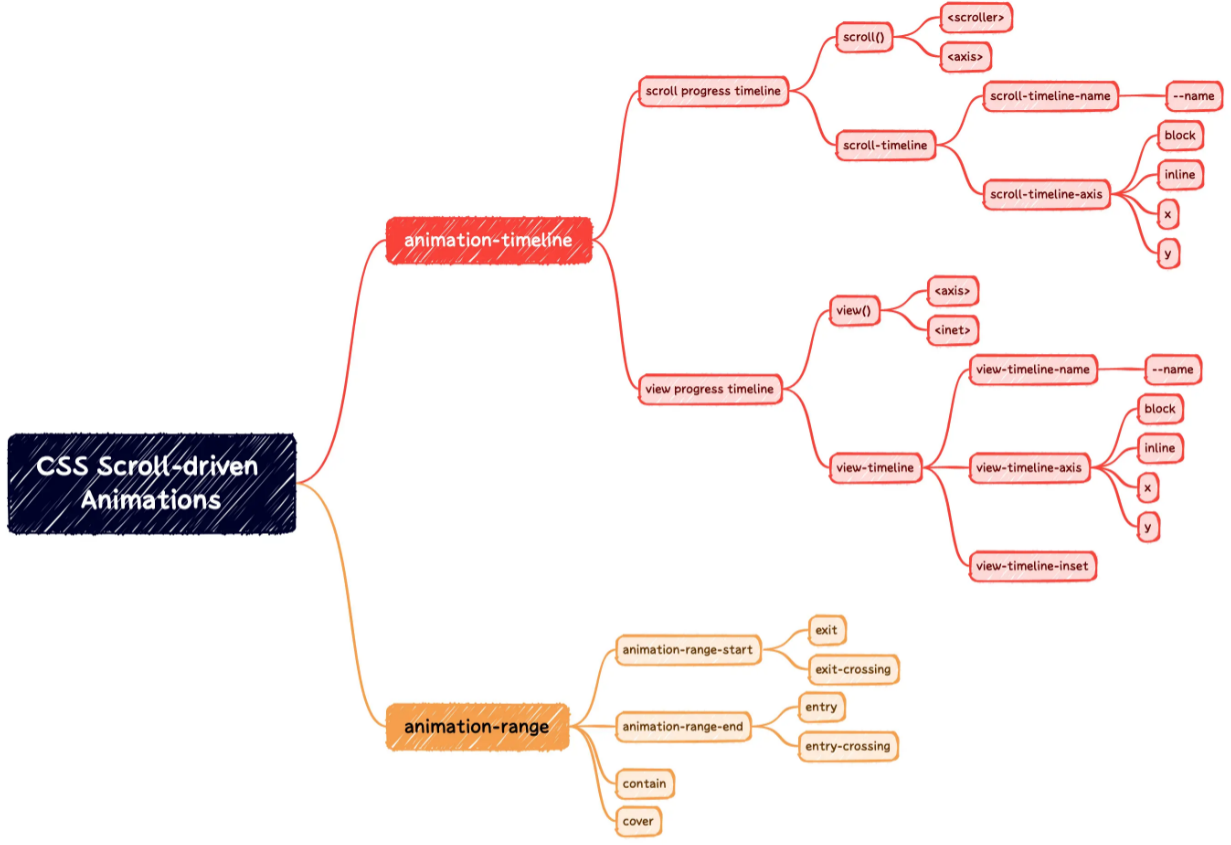 CSS Scroll-driven
Animations
animation-timeline
scroll progress timeline
scroll()
<scroller>
<axis>
scroll-timeline
scroll-timeline-name
--name
scroll-timeline-axis
block
inline
x
y
view progress timeline
view()
<axis>
<inet>
view-timeline
view-timeline-name
--name
view-timeline-axis
block
inline
x
y
view-timeline-inset
animation-range
animation-range-start
exit
exit-crossing
animation-range-end
entry
entry-crossing
contain
cover